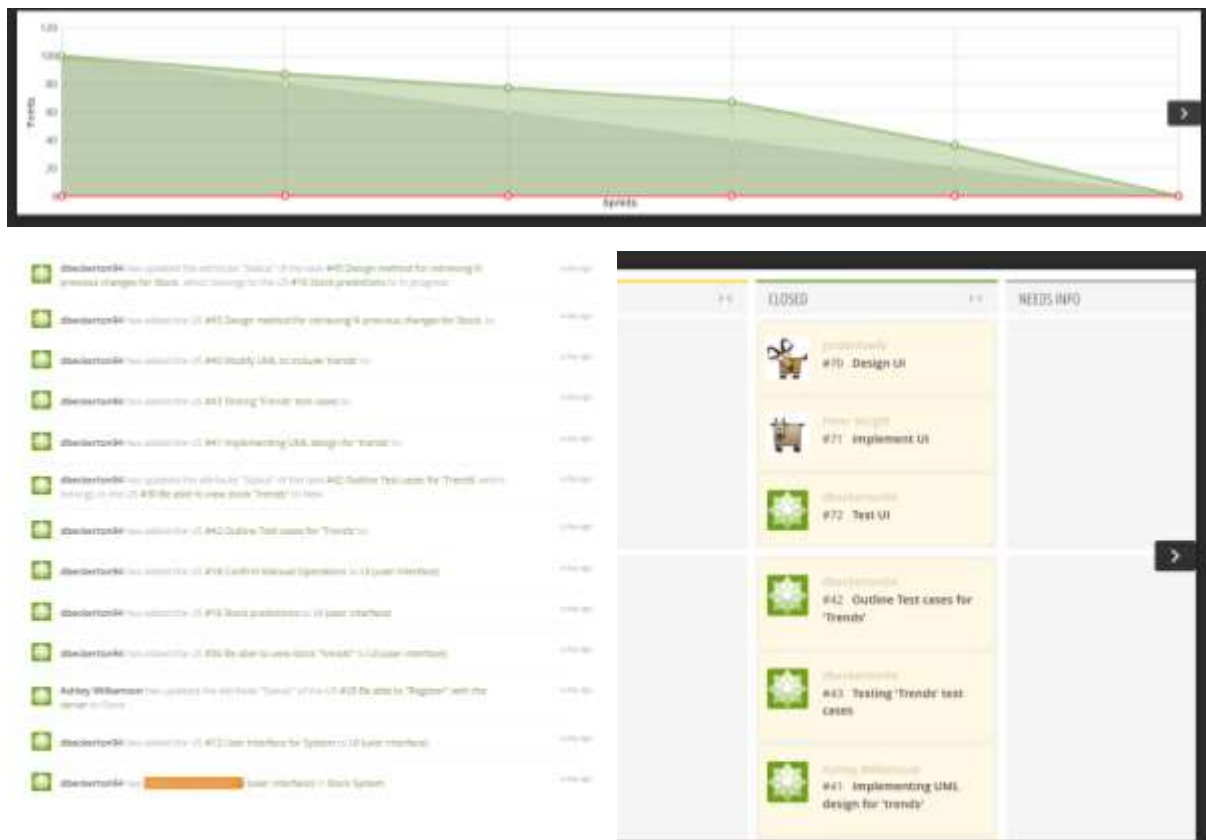 120
100
80
60
40
20
0
Points
Sprints
dbeckerton94 has updated the attribute "Status" of the task #45 Design method for retrieving N
previous changes for Stock. which belongs to the US #16 Stock predictions to In progress
dbeckerton94 has added the US #45 Design method for retrieving N previous changes for Stock. to
dbeckerton94 has added the US #40 Modify UML to include 'trends' to
dbeckerton94 has added the US #43 Testing 'Trends' test cases to
dbeckerton94 has added the US #41 Implementing UML design for 'trends' to
dbeckerton94 has updated the attribute "Status" of the task #42 Outline Test cases for 'Trends' which
belongs to the US Be able to view stock "trends" to New
dbeckerton94 has added the US #42 Outline Test cases for 'Trends' to
dbeckerton94 has added the US Manual Operations to UI (user interface)
dbeckerton94 has added the US #16 Stock predictions to UI (user interface)
dbeckerton94 has added the US Be able to view stock "trends" to UI (user interface)
Ashley Williamson has updated the attribute "Status" of the US Be able to "Register" with the
server to Done
dbeckerton94 has added the US #12 User Interface for System to UI (user interface)
dbeckerton94 has (user interface) Stock System
CLOSED
NEEDS INFO
#70 Design UI
#71 Implement UI
dbeckerton94
#72 Test UI
dbeckerton94
#42 Outline Test cases for
'Trends'
dbeckerton94
#43 Testing 'Trends' test
cases
Ashley Williamson
#41 Implementing UML
design for 'trends'